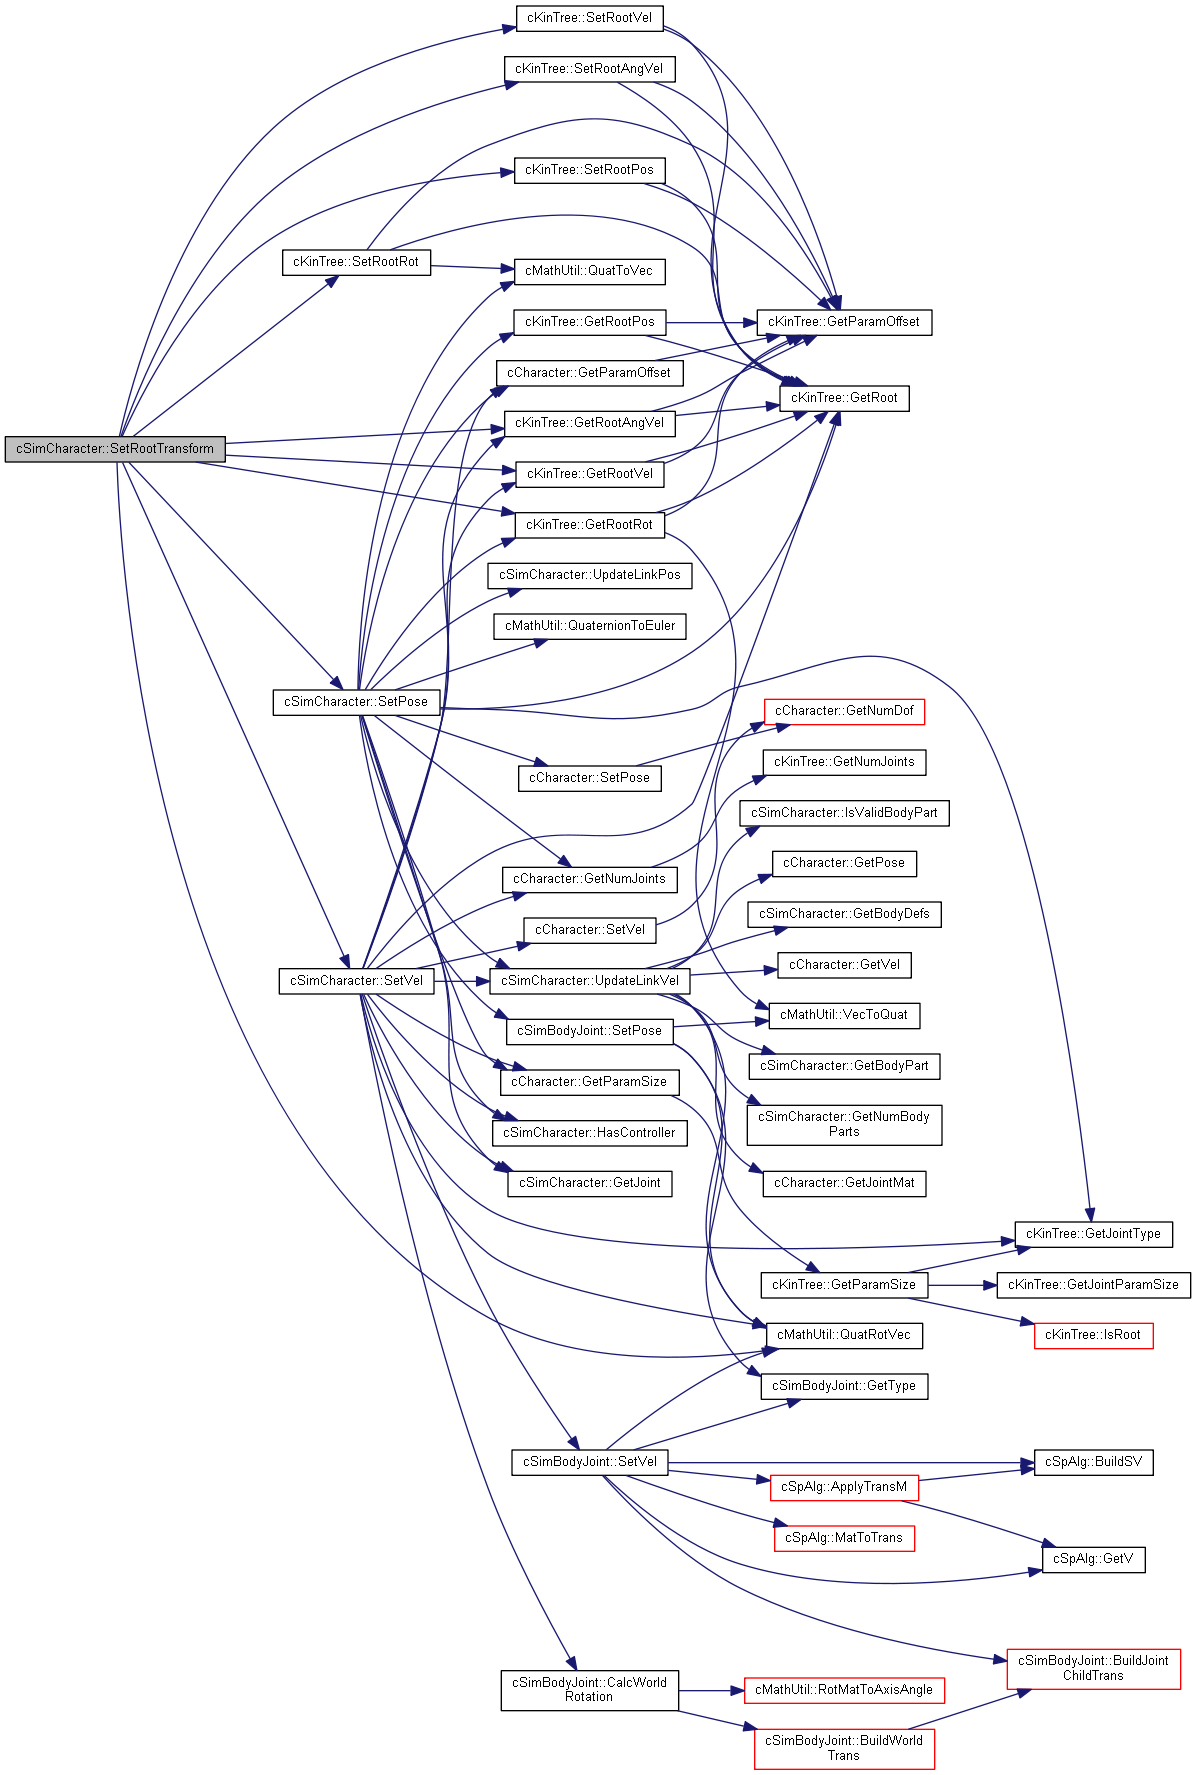 cKinTree::SetRootVel
cKinTree::SetRootAngVel
cKinTree::SetRootPos
cKinTree::SetRootRot
cMathUtil::QuatToVec
cKinTree::GetRootPos
cKinTree::GetParamOffset
cCharacter::GetParamOffset
cKinTree::GetRoot
cKinTree::GetRootAngVel
cSimCharacter::SetRootTransform
cKinTree::GetRootVel
cKinTree::GetRootRot
cSimCharacter::UpdateLinkPos
cMathUtil::QuaternionToEuler
cSimCharacter::SetPose
cCharacter::GetNumDof
cKinTree::GetNumJoints
cCharacter::SetPose
cSimCharacter::IsValidBodyPart
cCharacter::GetPose
cCharacter::GetNumJoints
cSimCharacter::GetBodyDefs
cCharacter::SetVel
cCharacter::GetVel
cSimCharacter::SetVel
cSimCharacter::UpdateLinkVel
cMathUtil::VecToQuat
cSimBodyJoint::SetPose
cSimCharacter::GetBodyPart
cCharacter::GetParamSize
cSimCharacter::GetNumBody
Parts
cSimCharacter::HasController
cSimCharacter::GetJoint
cCharacter::GetJointMat
cKinTree::GetJointType
cKinTree::GetParamSize
cKinTree::GetJointParamSize
cMathUtil::QuatRotVec
cKinTree::IsRoot
cSimBodyJoint::GetType
cSimBodyJoint::SetVel
cSpAlg::BuildSV
cSpAlg::ApplyTransM
cSpAlg::MatToTrans
cSpAlg::GetV
cSimBodyJoint::BuildJoint
ChildTrans
cSimBodyJoint::CalcWorld
Rotation
cMathUtil::RotMatToAxisAngle
cSimBodyJoint::BuildWorld
Trans